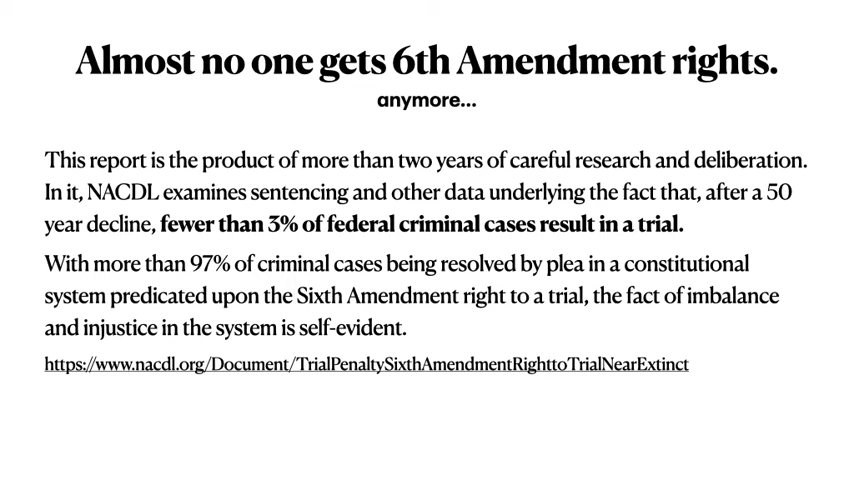 Almost no one gets 6th Amendment rights.
anymore...
This report is the product of more than two years of careful research and deliberation.
In it, NACDL examines sentencing and other data underlying the fact that, after a 50
year decline, fewer than 3% of federal criminal cases result in a trial.
With more than 97% of criminal cases being resolved by plea in a constitutional
system predicated upon the Sixth Amendment right to a trial, the fact of imbalance
and injustice in the system is self-evident.
https://www.nacdl.org/Document/TrialPenaltySixthAmendmentRighttoTrialNearExtinct